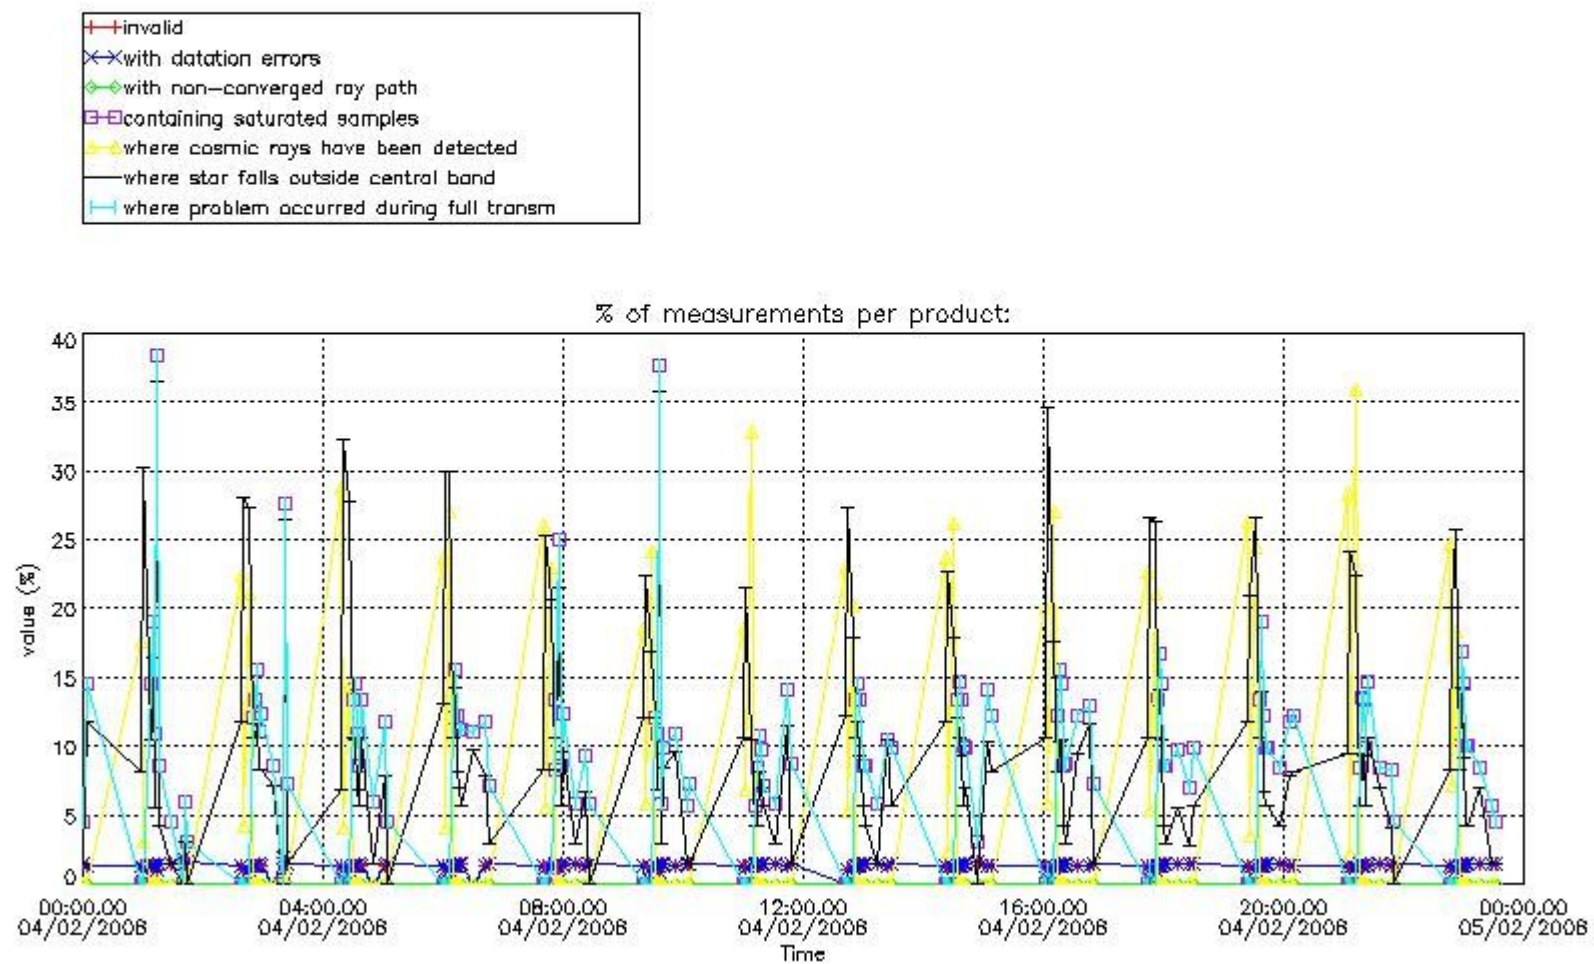 invalid
with datation errors
with non-converged ray path
containing saturated samples
where cosmic rays have been detected
where star falls outside central band
where problem occurred during full transm
% of measurements per product:
40
35
30
25
20
15
10
5
0
value (%)
00:00:00 04:00:00 08:00:00 12:00:00 16:00:00 20:00:00 00:00:00
04/02/2008 04/02/2008 04/02/2008 04/02/2008 04/02/2008 04/02/2008 05/02/2008
Time